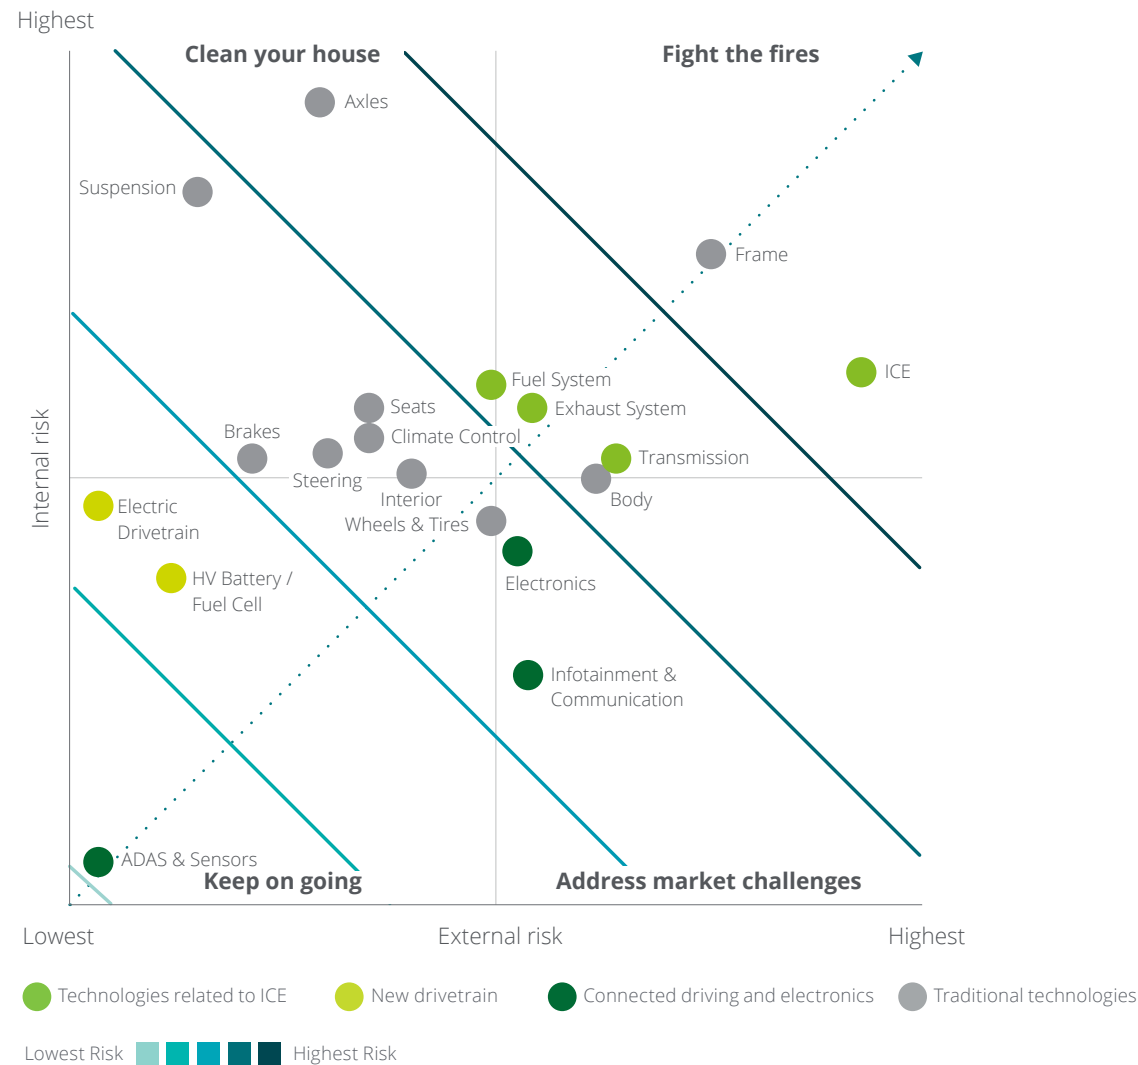 Highest
Clean your house
Fight the fires
Axles
Suspension
Frame
ICE
Fuel System
Seats
Exhaust System
Brakes
Climate Control
Transmission
Steering
Interior
Body
Internal risk
Electric
Drivetrain
Wheels & Tires
HV Battery /
Fuel Cell
Electronics
Infotainment &
Communication
ADAS & Sensors
Keep on going
Address market challenges
Lowest
External risk
Highest
Technologies related to ICE
New drivetrain
Connected driving and electronics
Traditional technologies
Lowest Risk
Highest Risk